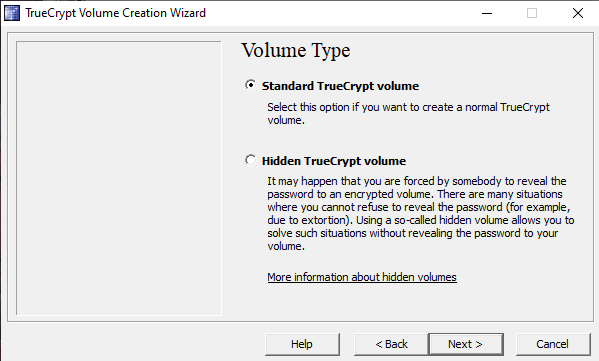 TrueCrypt Volume Creation Wizard
Volume Type
Standard TrueCrypt volume
Select this option if you want to create a normal TrueCrypt
volume.
Hidden TrueCrypt volume
It may happen that you are forced by somebody to reveal the
password to an encrypted volume. There are many situations
where you cannot refuse to reveal the password (for example,
due to extortion). Using a so-called hidden volume allows you to
solve such situations without revealing the password to your
volume.
More information about hidden volumes
Help
< Back
Next >
Cancel